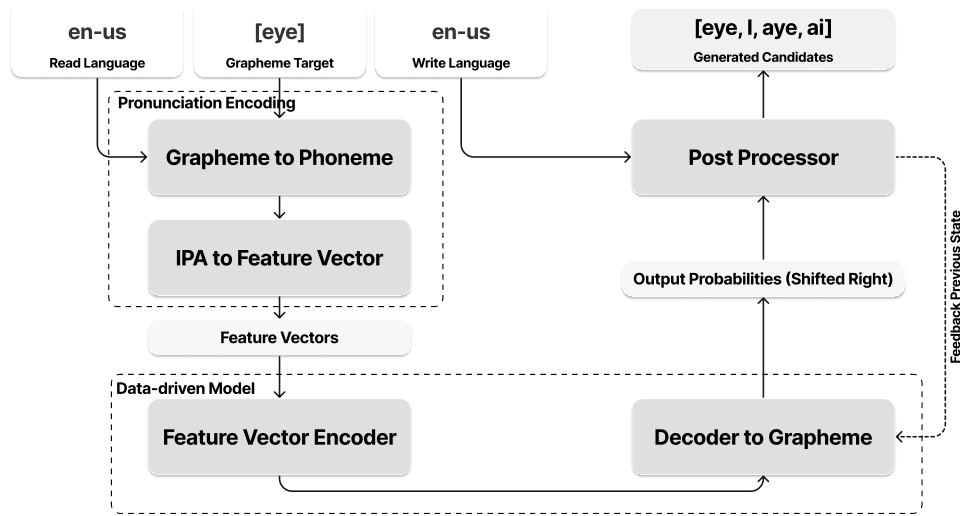 en-us
Read Language
[eye]
Grapheme Target
en-us
Write Language
[eye, I, aye, ai]
Generated Candidates
Pronunciation Encoding
Grapheme to Phoneme
Post Processor
IPA to Feature Vector
Output Probabilities (Shifted Right)
Feedback Previous State
Feature Vectors
Data-driven Model
Feature Vector Encoder
Decoder to Grapheme